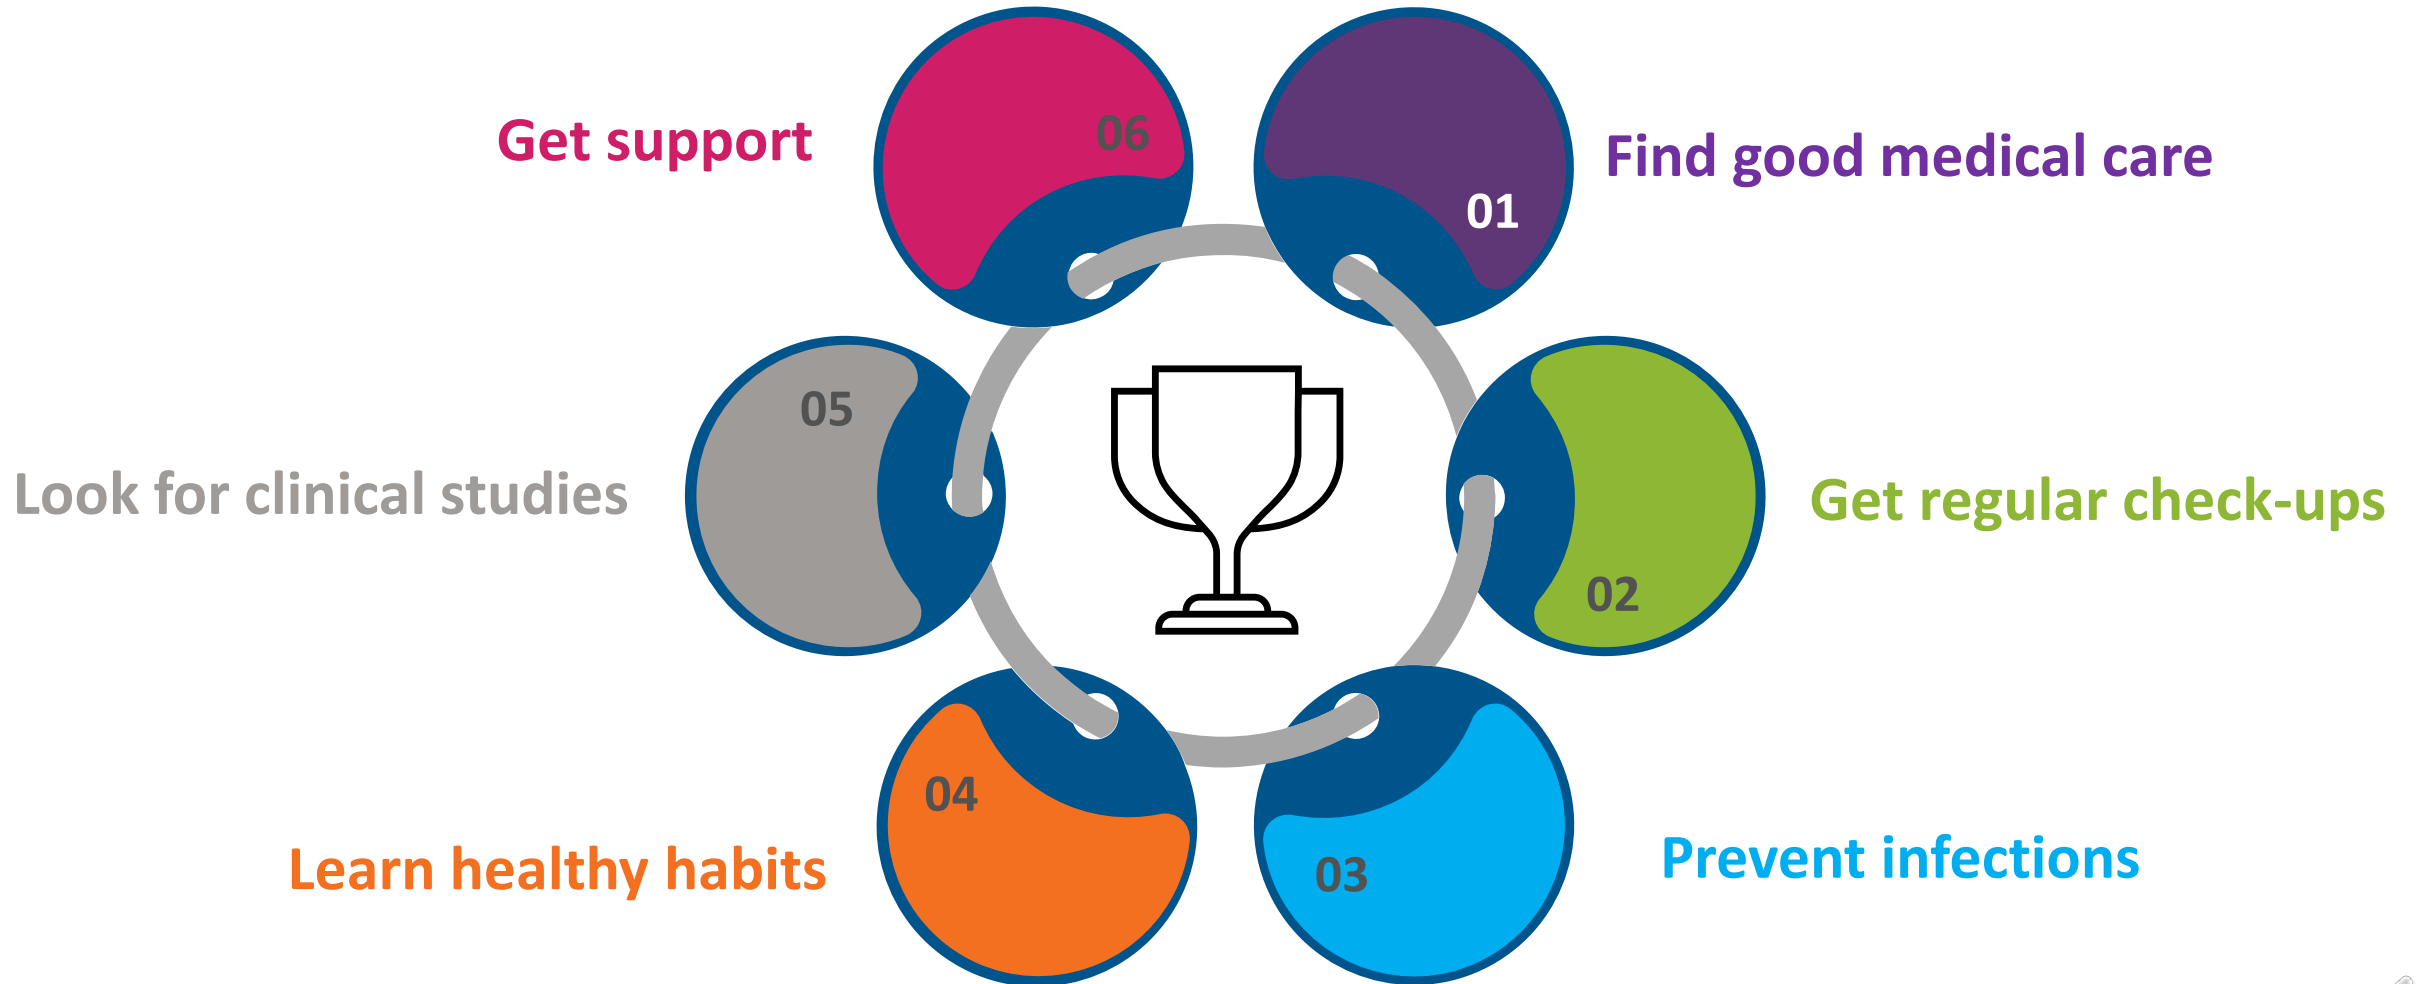 01
Find good medical care
02
Get regular check-ups
03
Prevent infections
04
Learn healthy habits
05
Look for clinical studies
06
Get support